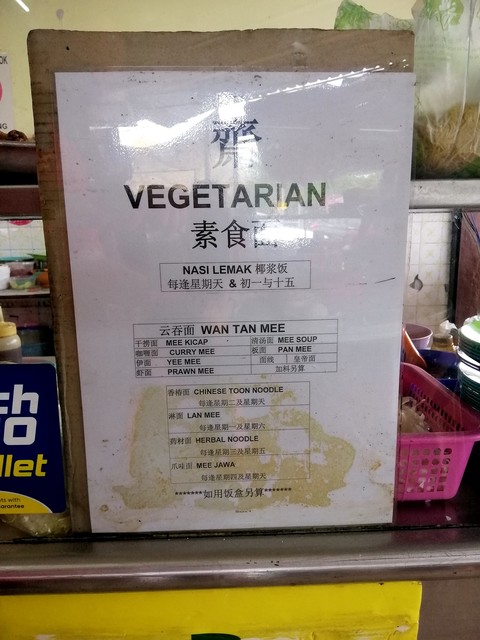 齋
VEGETARIAN
素食面
NASI LEMAK 椰浆饭
每逢星期天 & 初一与十五
云吞面 WAN TAN MEE
干捞面 MEE KICAP 清汤面 MEE SOUP
咖喱面 CURRY MEE 板面 PAN MEE
伊面 YEE MEE 面线 皇帝面
虾面 PRAWN MEE 加料另算
香椿面 CHINESE TOON NOODLE
每逢星期二及星期天
淋面 LAN MEE
每逢星期一及星期六
药材面 HERBAL NOODLE
每逢星期三及星期五
爪哇面 MEE JAWA
每逢星期四及星期天
*******如用饭盒另算*******
ch
llet